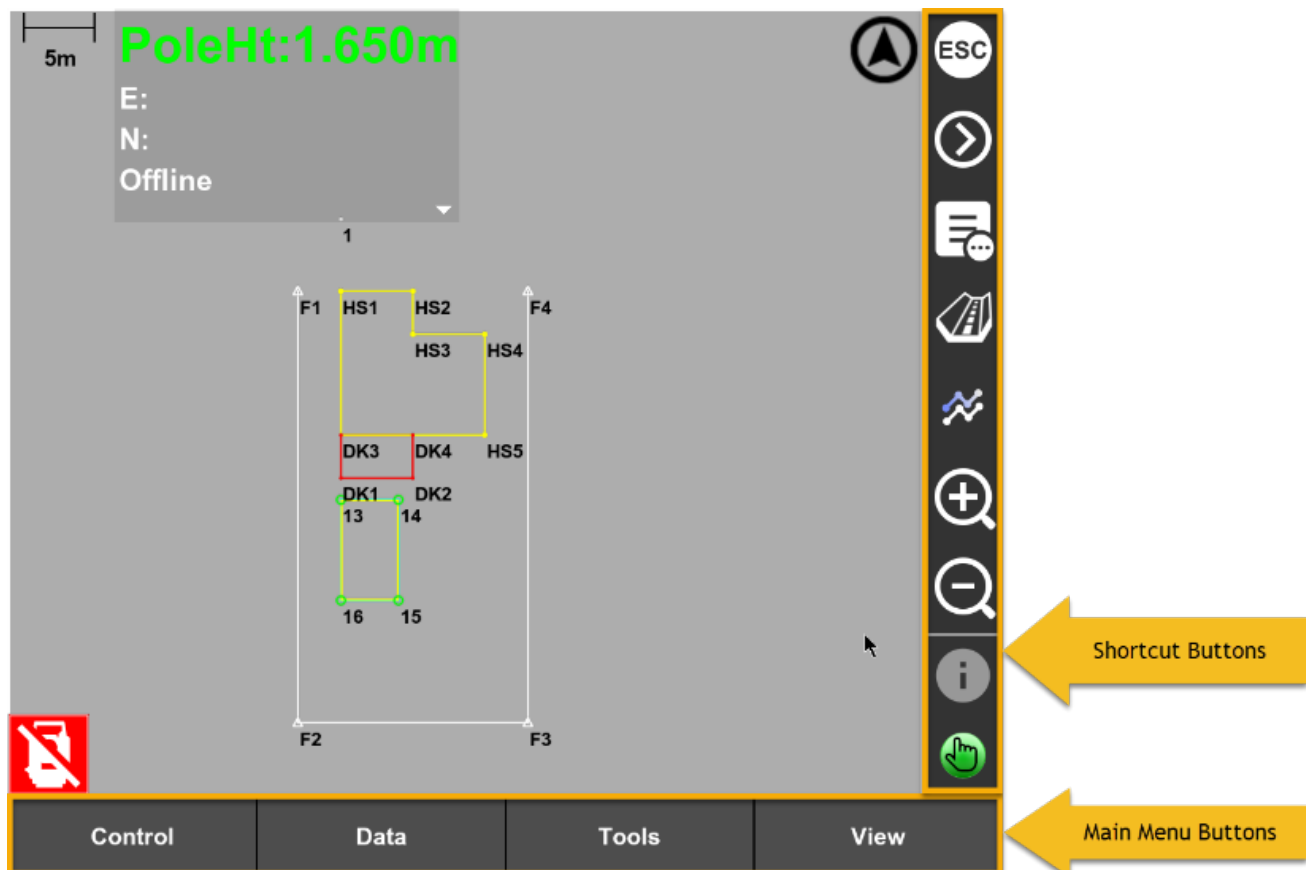 5m
PoleHt:1.650m
E:
N:
Offline
ESC
1
F1 HS1 HS2 F4
HS3 HS4
DK3 DK4 HS5
DK1 DK2
13 14
16 15
Shortcut Buttons
i
F2 F3
Control Data Tools View
Main Menu Buttons